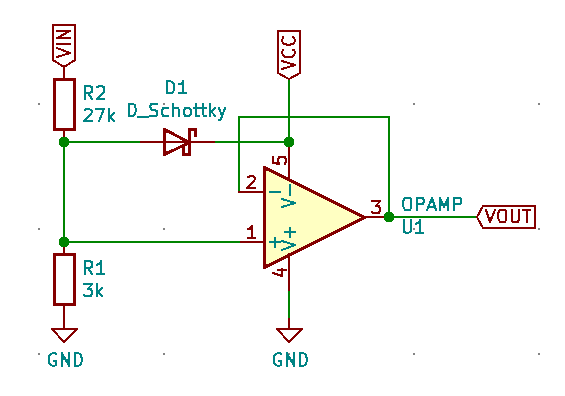 VIN
VCC
R2
27k
D1
D_Schottky
5
2
-
V-
3
OPAMP
U1
VOUT
1
+
V+
4
R1
3k
GND
GND